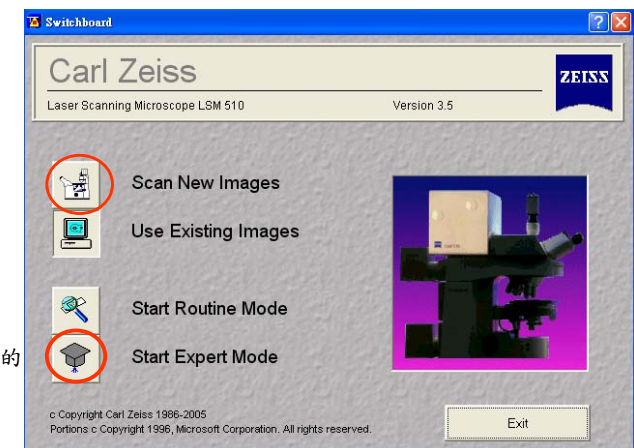 Switchboard
Carl Zeiss
ZEISS
Laser Scanning Microscope LSM 510 Version 3.5
Scan New Images
Use Existing Images
Start Routine Mode
的
Start Expert Mode
c Copyright Carl Zeiss 1986-2005
Portions c Copyright 1996, Microsoft Corporation. All rights reserved.
Exit